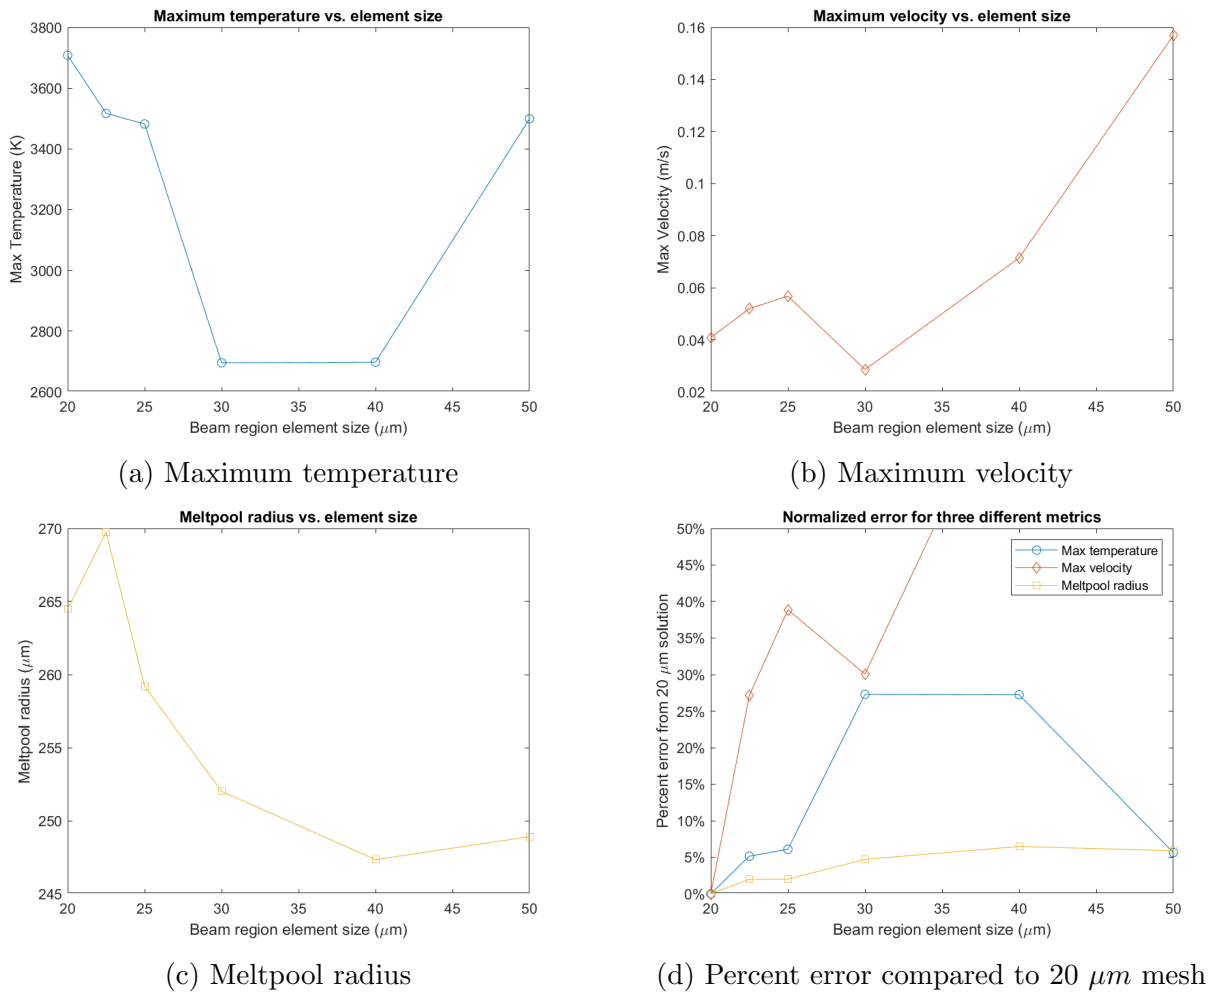 Maximum temperature vs. element size
3800
3600
3400
3200
3000
2800
2600
Max Temperature (K)
20 25 30 35 40 45 50
Beam region element size (μm)
(a) Maximum temperature
Maximum velocity vs. element size
0.16
0.14
0.12
0.1
0.08
0.06
0.04
0.02
Max Velocity (m/s)
20 25 30 35 40 45 50
Beam region element size (μm)
(b) Maximum velocity
Meltpool radius vs. element size
270
265
260
255
250
245
Meltpool radius (μm)
20 25 30 35 40 45 50
Beam region element size (μm)
(c) Meltpool radius
Normalized error for three different metrics
50%
45%
40%
35%
30%
25%
20%
15%
10%
5%
0%
Percent error from 20 μm solution
Max temperature
Max velocity
Meltpool radius
20 25 30 35 40 45 50
Beam region element size (μm)
(d) Percent error compared to 20 μm mesh